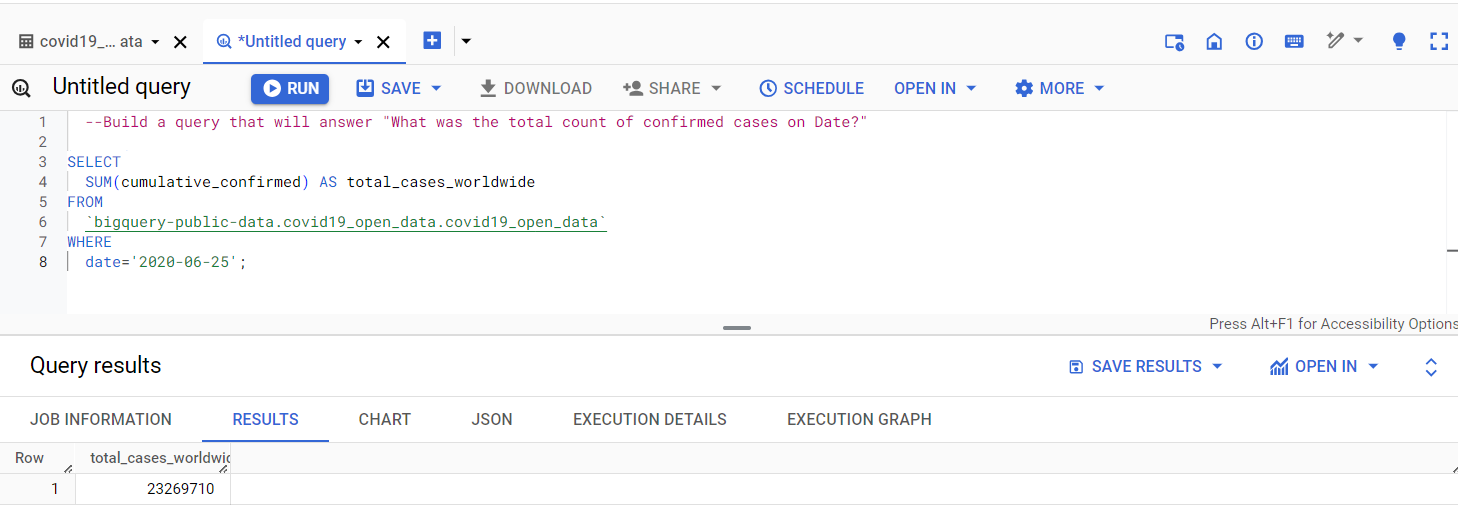 covid19_... ata *Untitled query
Untitled query RUN SAVE DOWNLOAD SHARE SCHEDULE OPEN IN MORE
1 --Build a query that will answer "What was the total count of confirmed cases on Date?"
2
3 SELECT
4 SUM(cumulative_confirmed) AS total_cases_worldwide
5 FROM
6 `bigquery-public-data.covid19_open_data.covid19_open_data`
7 WHERE
8 date='2020-06-25';
Press Alt+F1 for Accessibility Options
Query results SAVE RESULTS OPEN IN
JOB INFORMATION RESULTS CHART JSON EXECUTION DETAILS EXECUTION GRAPH
Row total_cases_worldwid
1 23269710